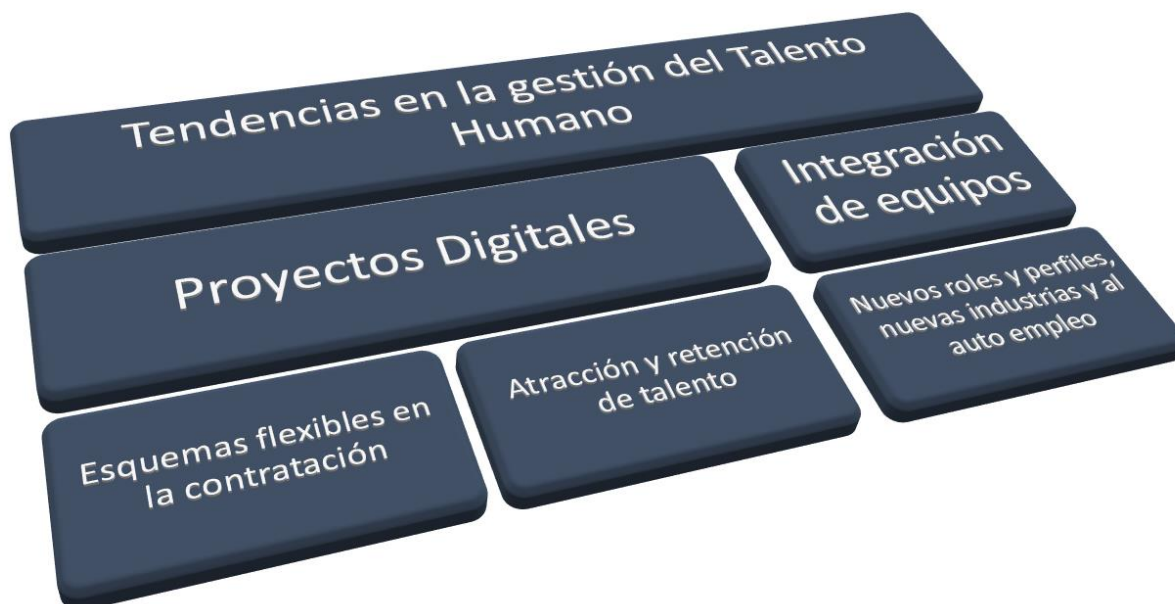 Tendencias en la gestión del Talento
Humano
Proyectos Digitales
Integración
de equipos
Esquemas flexibles en
la contratación
Atracción y retención
de talento
Nuevos roles y perfiles,
nuevas industrias y al
auto empleo